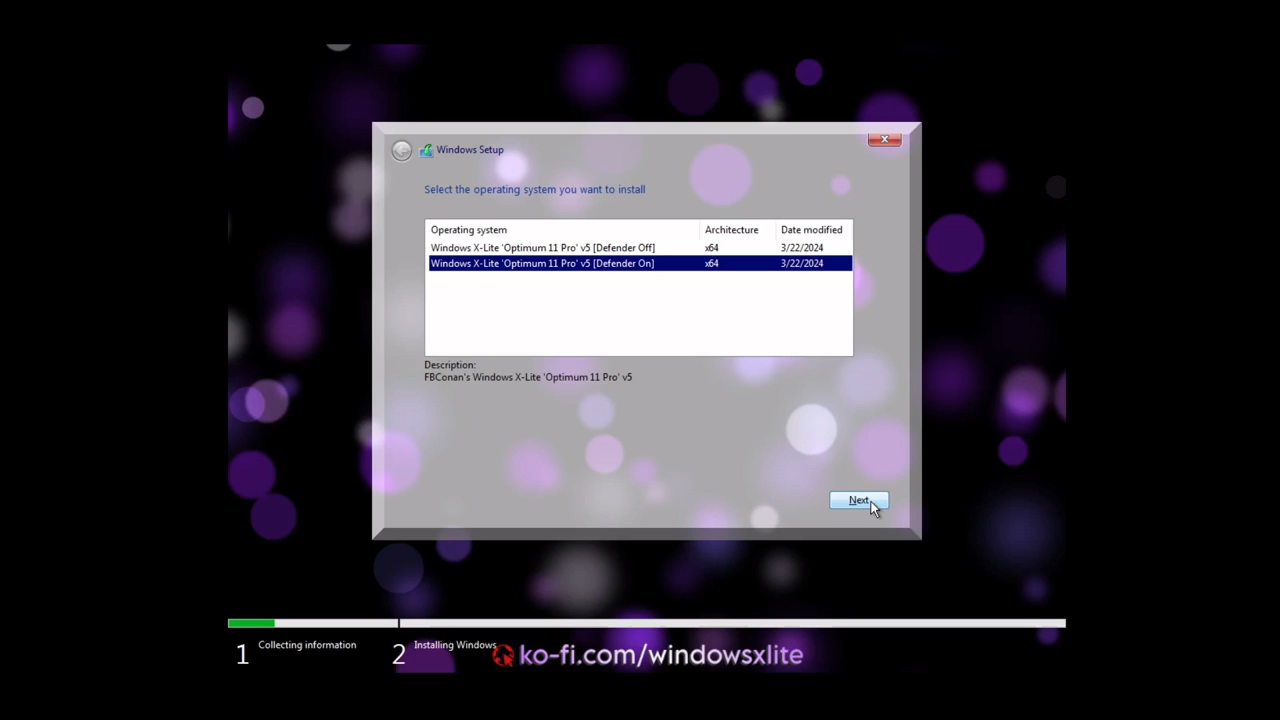 Windows Setup
Select the operating system you want to install
Operating system Architecture Date modified
Windows X-Lite 'Optimum 11 Pro' v5 [Defender Off] x64 3/22/2024
Windows X-Lite 'Optimum 11 Pro' v5 [Defender On] x64 3/22/2024
Description:
FBConan's Windows X-Lite 'Optimum 11 Pro' v5
Next
1 Collecting information 2 Installing Windows
ko-fi.com/windowsxlite